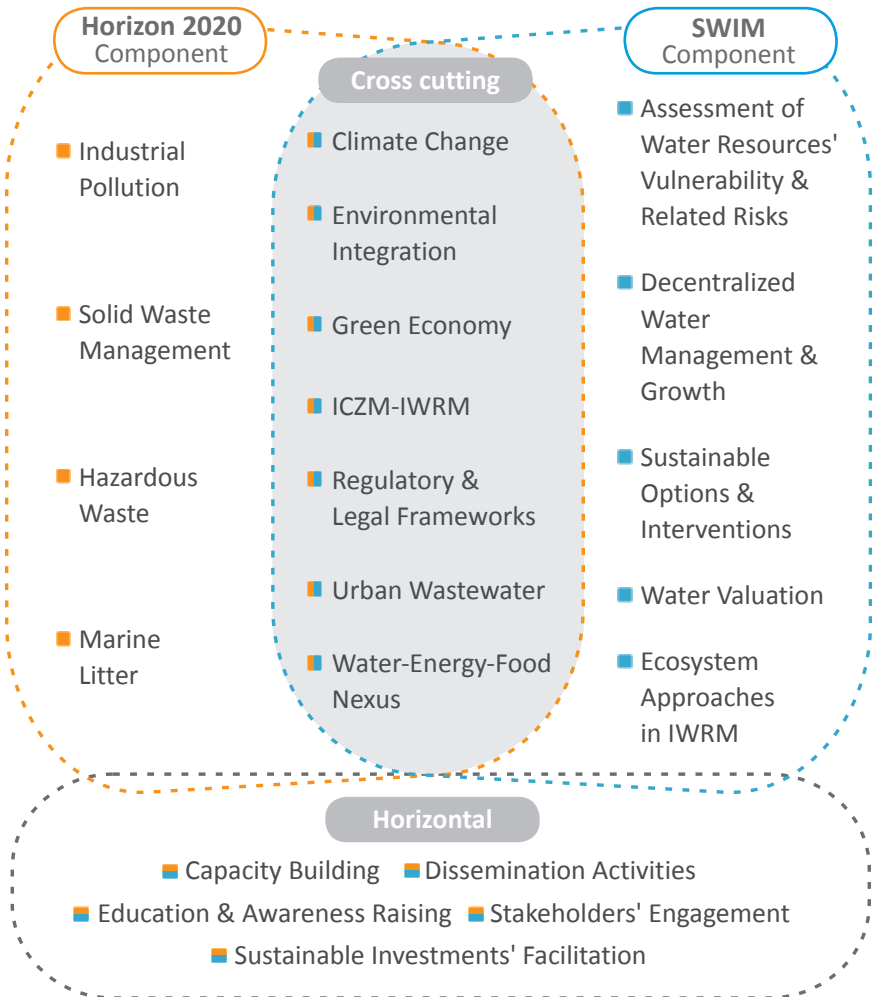 Horizon 2020
Component
Industrial
Pollution
Solid Waste
Management
Hazardous
Waste
Marine
Litter
Cross cutting
Climate Change
Environmental
Integration
Green Economy
ICZM-IWRM
Regulatory &
Legal Frameworks
Urban Wastewater
Water-Energy-Food
Nexus
SWIM
Component
Assessment of
Water Resources'
Vulnerability &
Related Risks
Decentralized
Water
Management &
Growth
Sustainable
Options &
Interventions
Water Valuation
Ecosystem
Approaches
in IWRM
Horizontal
Capacity Building Dissemination Activities
Education & Awareness Raising Stakeholders' Engagement
Sustainable Investments' Facilitation